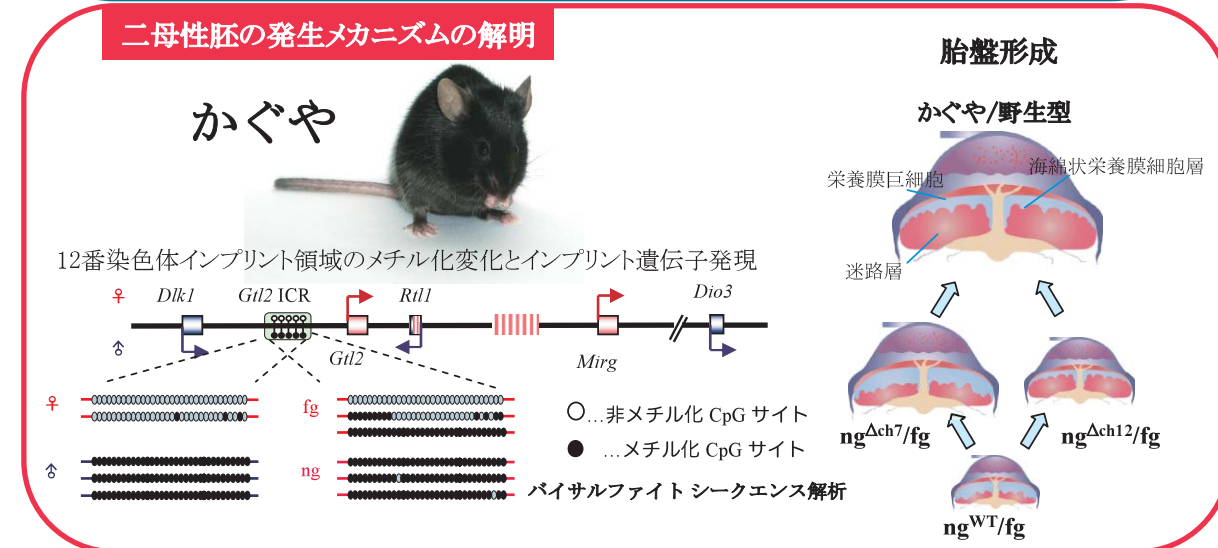 二母性胚の発生メカニズムの解明
かぐや
12番染色体インプリント領域のメチル化変化とインプリント遺伝子発現
♀
Dlk1
Gtl2 ICR
Rtl1
Dio3
♂
Gtl2
Mirg
♀
fg
♂
ng
…非メチル化 CpG サイト
…メチル化 CpG サイト
バイサルファイト シークエンス解析
胎盤形成
かぐや/野生型
栄養膜巨細胞
海綿状栄養膜細胞層
迷路層
ngΔch7/fg
ngΔch12/fg
ngWT/fg